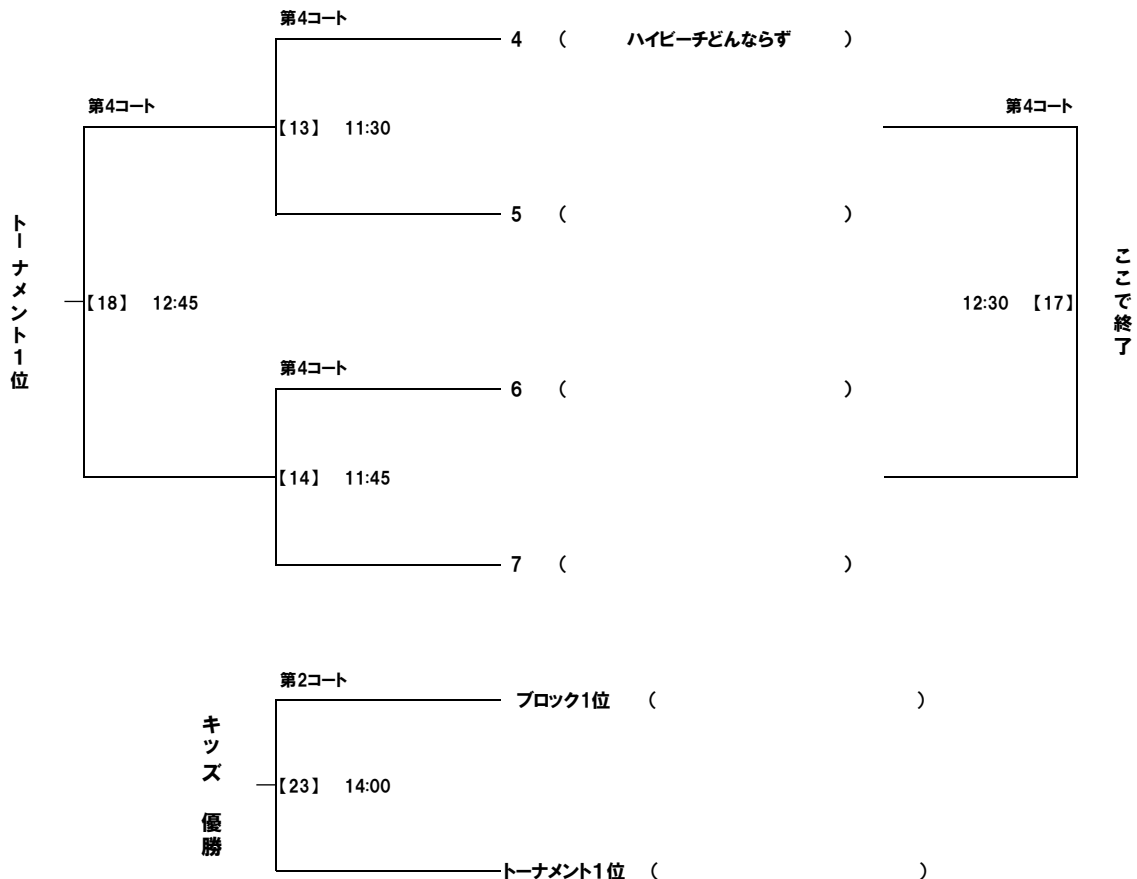 第4コート
4 ( ハイビーチどんならず )
第4コート
第4コート
【13】 11:30
5 ( )
トーナメント1位
【18】 12:45
12:30 【17】
ここで終了
第4コート
6 ( )
【14】 11:45
7 ( )
第2コート
ブロック1位 ( )
キッズ 優勝
【23】 14:00
トーナメント1位 ( )